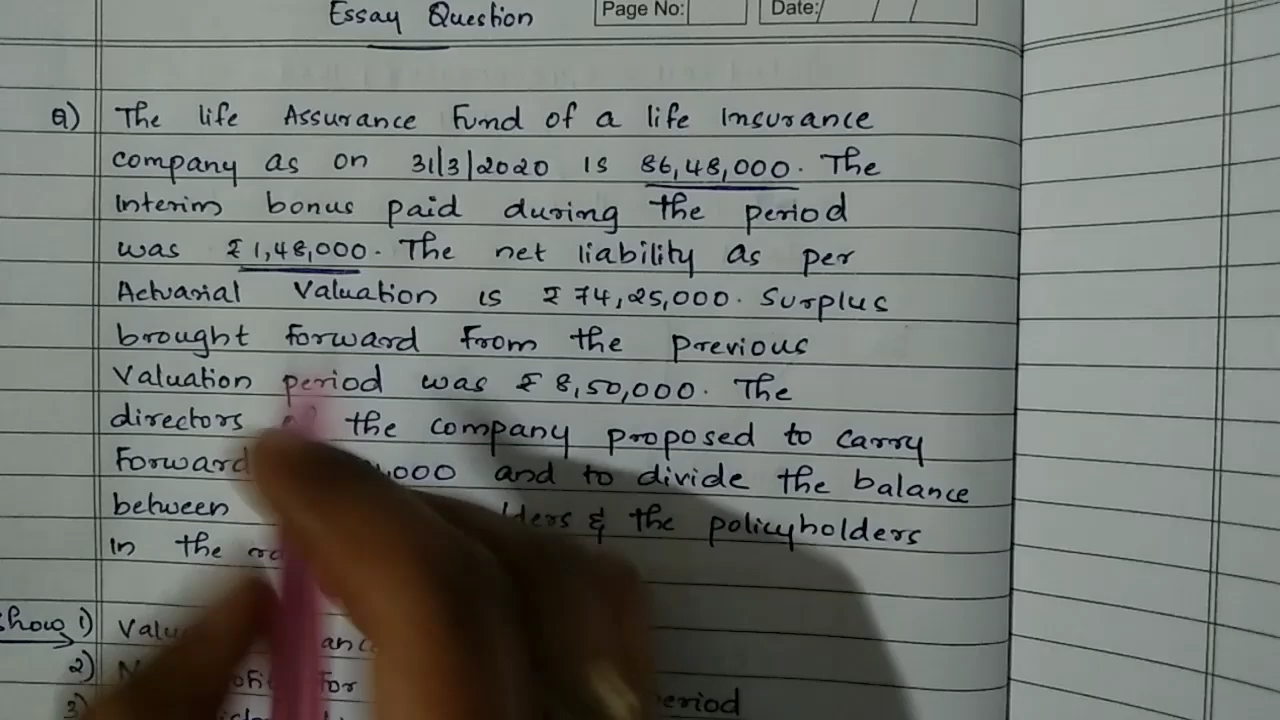 Essay Question
Page No:
Date:
Q) The life Assurance Fund of a life Insurance
company as on 31/3/2020 is 86,48,000. The
Interim bonus paid during the period
was ₹1,48,000. The net liability as per
Actuarial Valuation is ₹74,25,000. Surplus
brought forward from the previous
Valuation period was ₹8,50,000. The
directors the company proposed to carry
Forward ,000 and to divide the balance
between & the policyholders
In the
show 1)
2) for
3) period